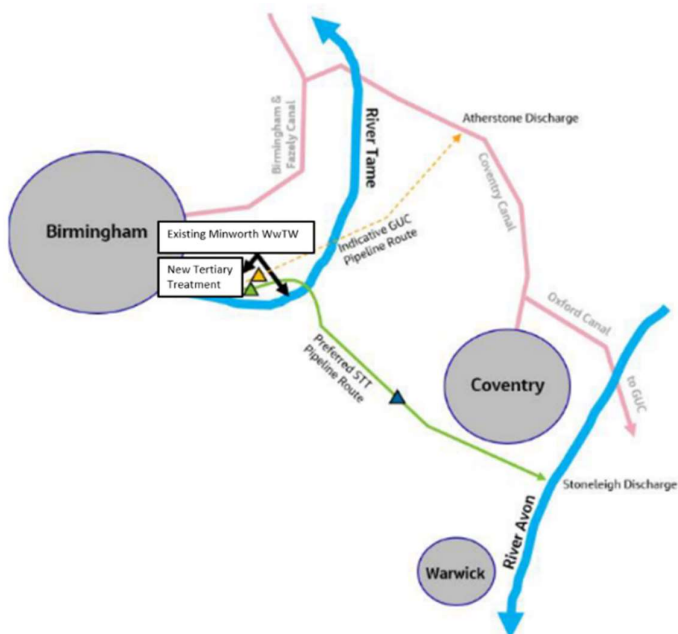 Birmingham &
Fazely Canal
River Tame
Atherstone Discharge
Coventry Canal
Birmingham
Existing Minworth WwTW
Indicative GUC
Pipeline Route
New Tertiary
Treatment
Oxford Canal
Preferred STT
Pipeline Route
Coventry
to GUC
Stoneleigh Discharge
River Avon
Warwick